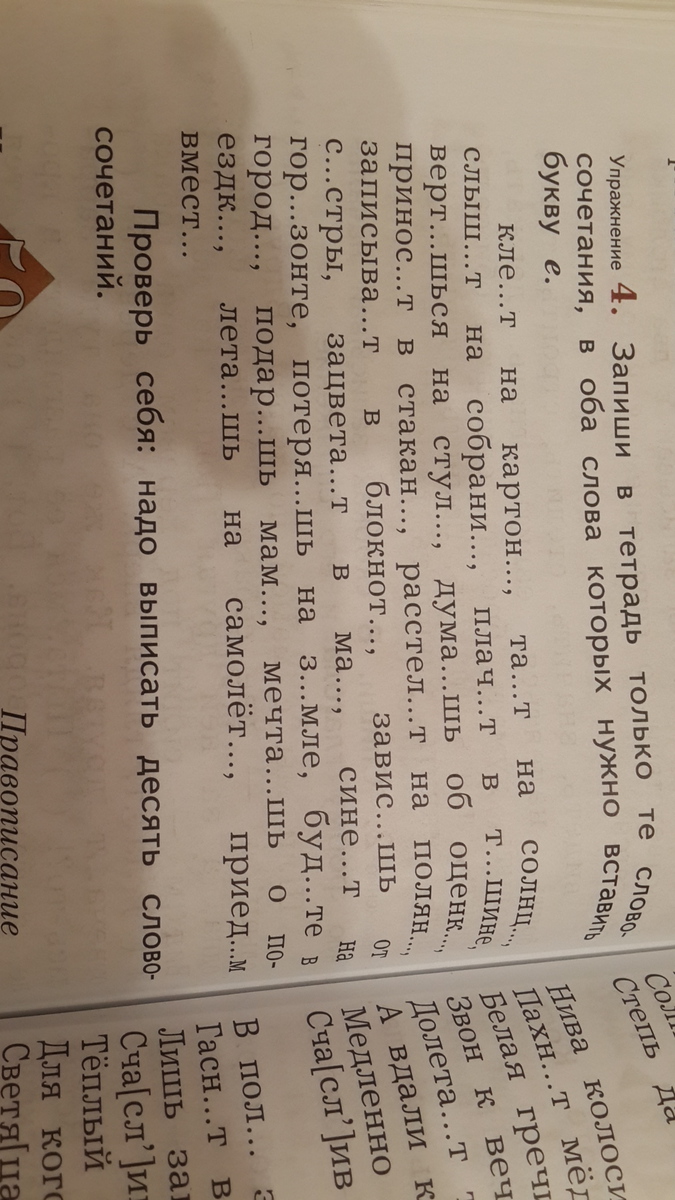 Упражнение 4. Запиши в тетрадь только те слово-
сочетания, в оба слова которых нужно вставить
букву е.
кле...т на картон..., та...т на солнц...,
слыш...т на собрани..., плач...т в т...шине,
верт...шься на стул..., дума...шь об оценк...,
принос...т в стакан..., расстел...т на полян...,
записыва...т в блокнот..., завис...шь от
с...стры, зацвета...т в ма..., сине...т на
гор...зонте, потеря...шь на з...мле, буд...те в
город..., подар...шь мам..., мечта...шь о по-
ездк..., лета...шь на самолёт..., приед...м
вмест...
Проверь себя: надо выписать десять слово-
сочетаний.
50
Правописание
Степь да
Нива колоси
Пахн...т мёд
Белая гречи
Звон к веч
Долета...т
А вдали к
Медленно
Сча[сл']ив
В пол...
Гасн...т в
Лишь
Сча[сл']и
Тёплый
Для
Светя[ца